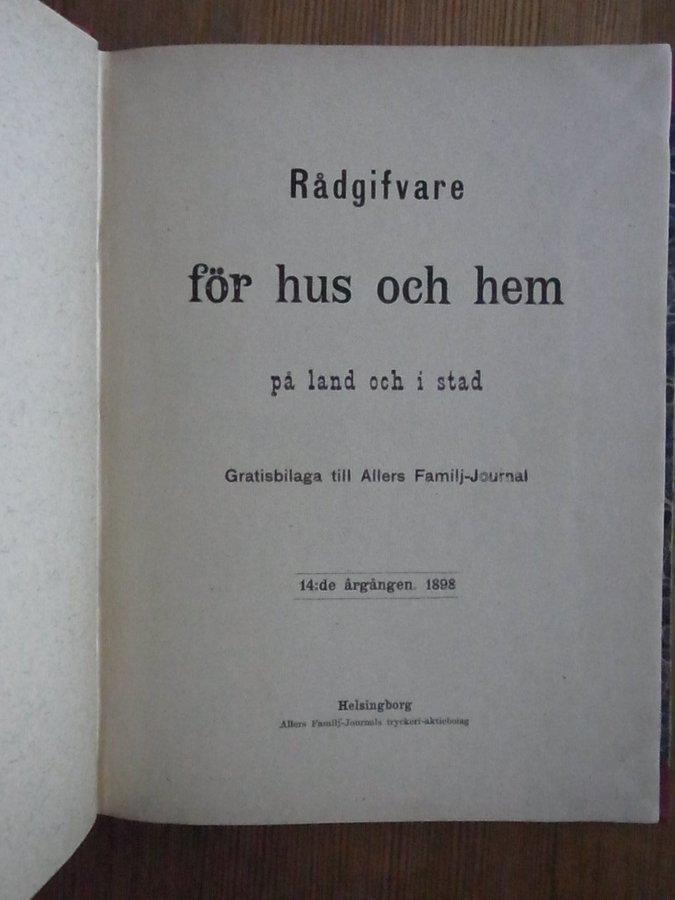 Rådgifvare
för hus och hem
på land och i stad
Gratisbilaga till Allers Familj-Journal
14:de årgången. 1898
Helsingborg
Allers Familj-Journals tryckeri-aktiebolag